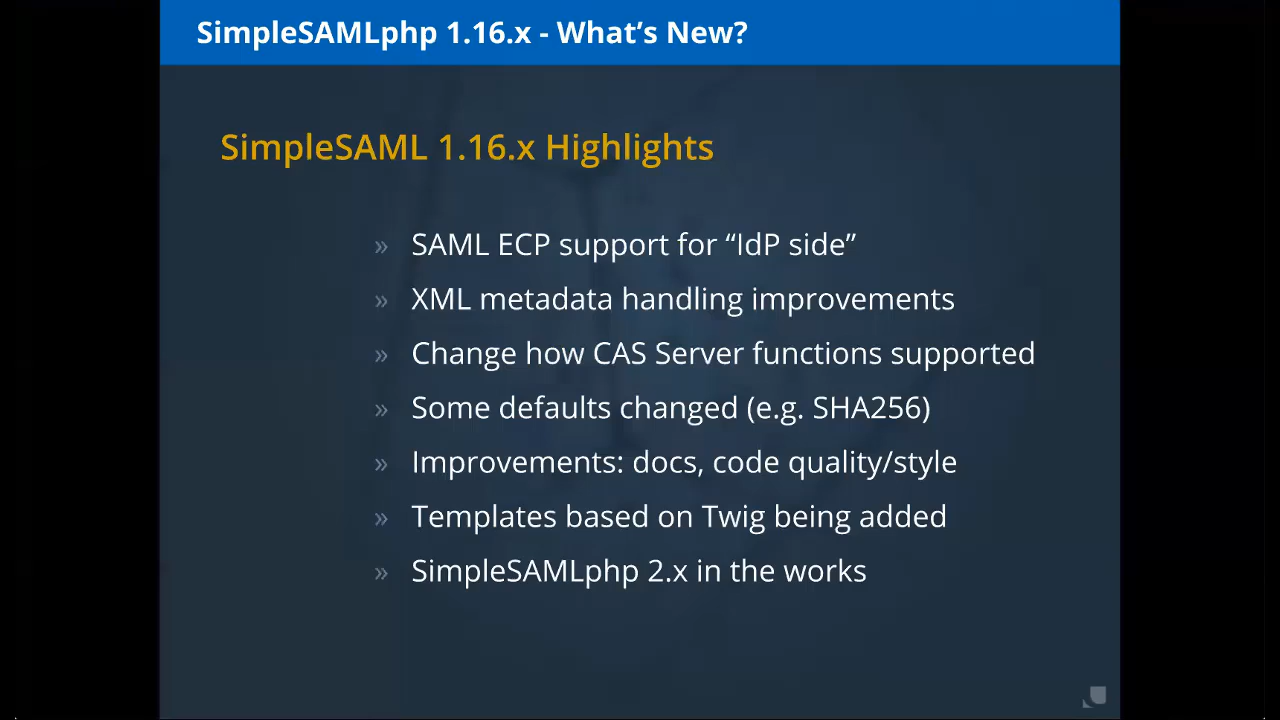 SimpleSAMLphp 1.16.x - What’s New?
SimpleSAML 1.16.x Highlights
» SAML ECP support for “IdP side”
» XML metadata handling improvements
» Change how CAS Server functions supported
» Some defaults changed (e.g. SHA256)
» Improvements: docs, code quality/style
» Templates based on Twig being added
» SimpleSAMLphp 2.x in the works